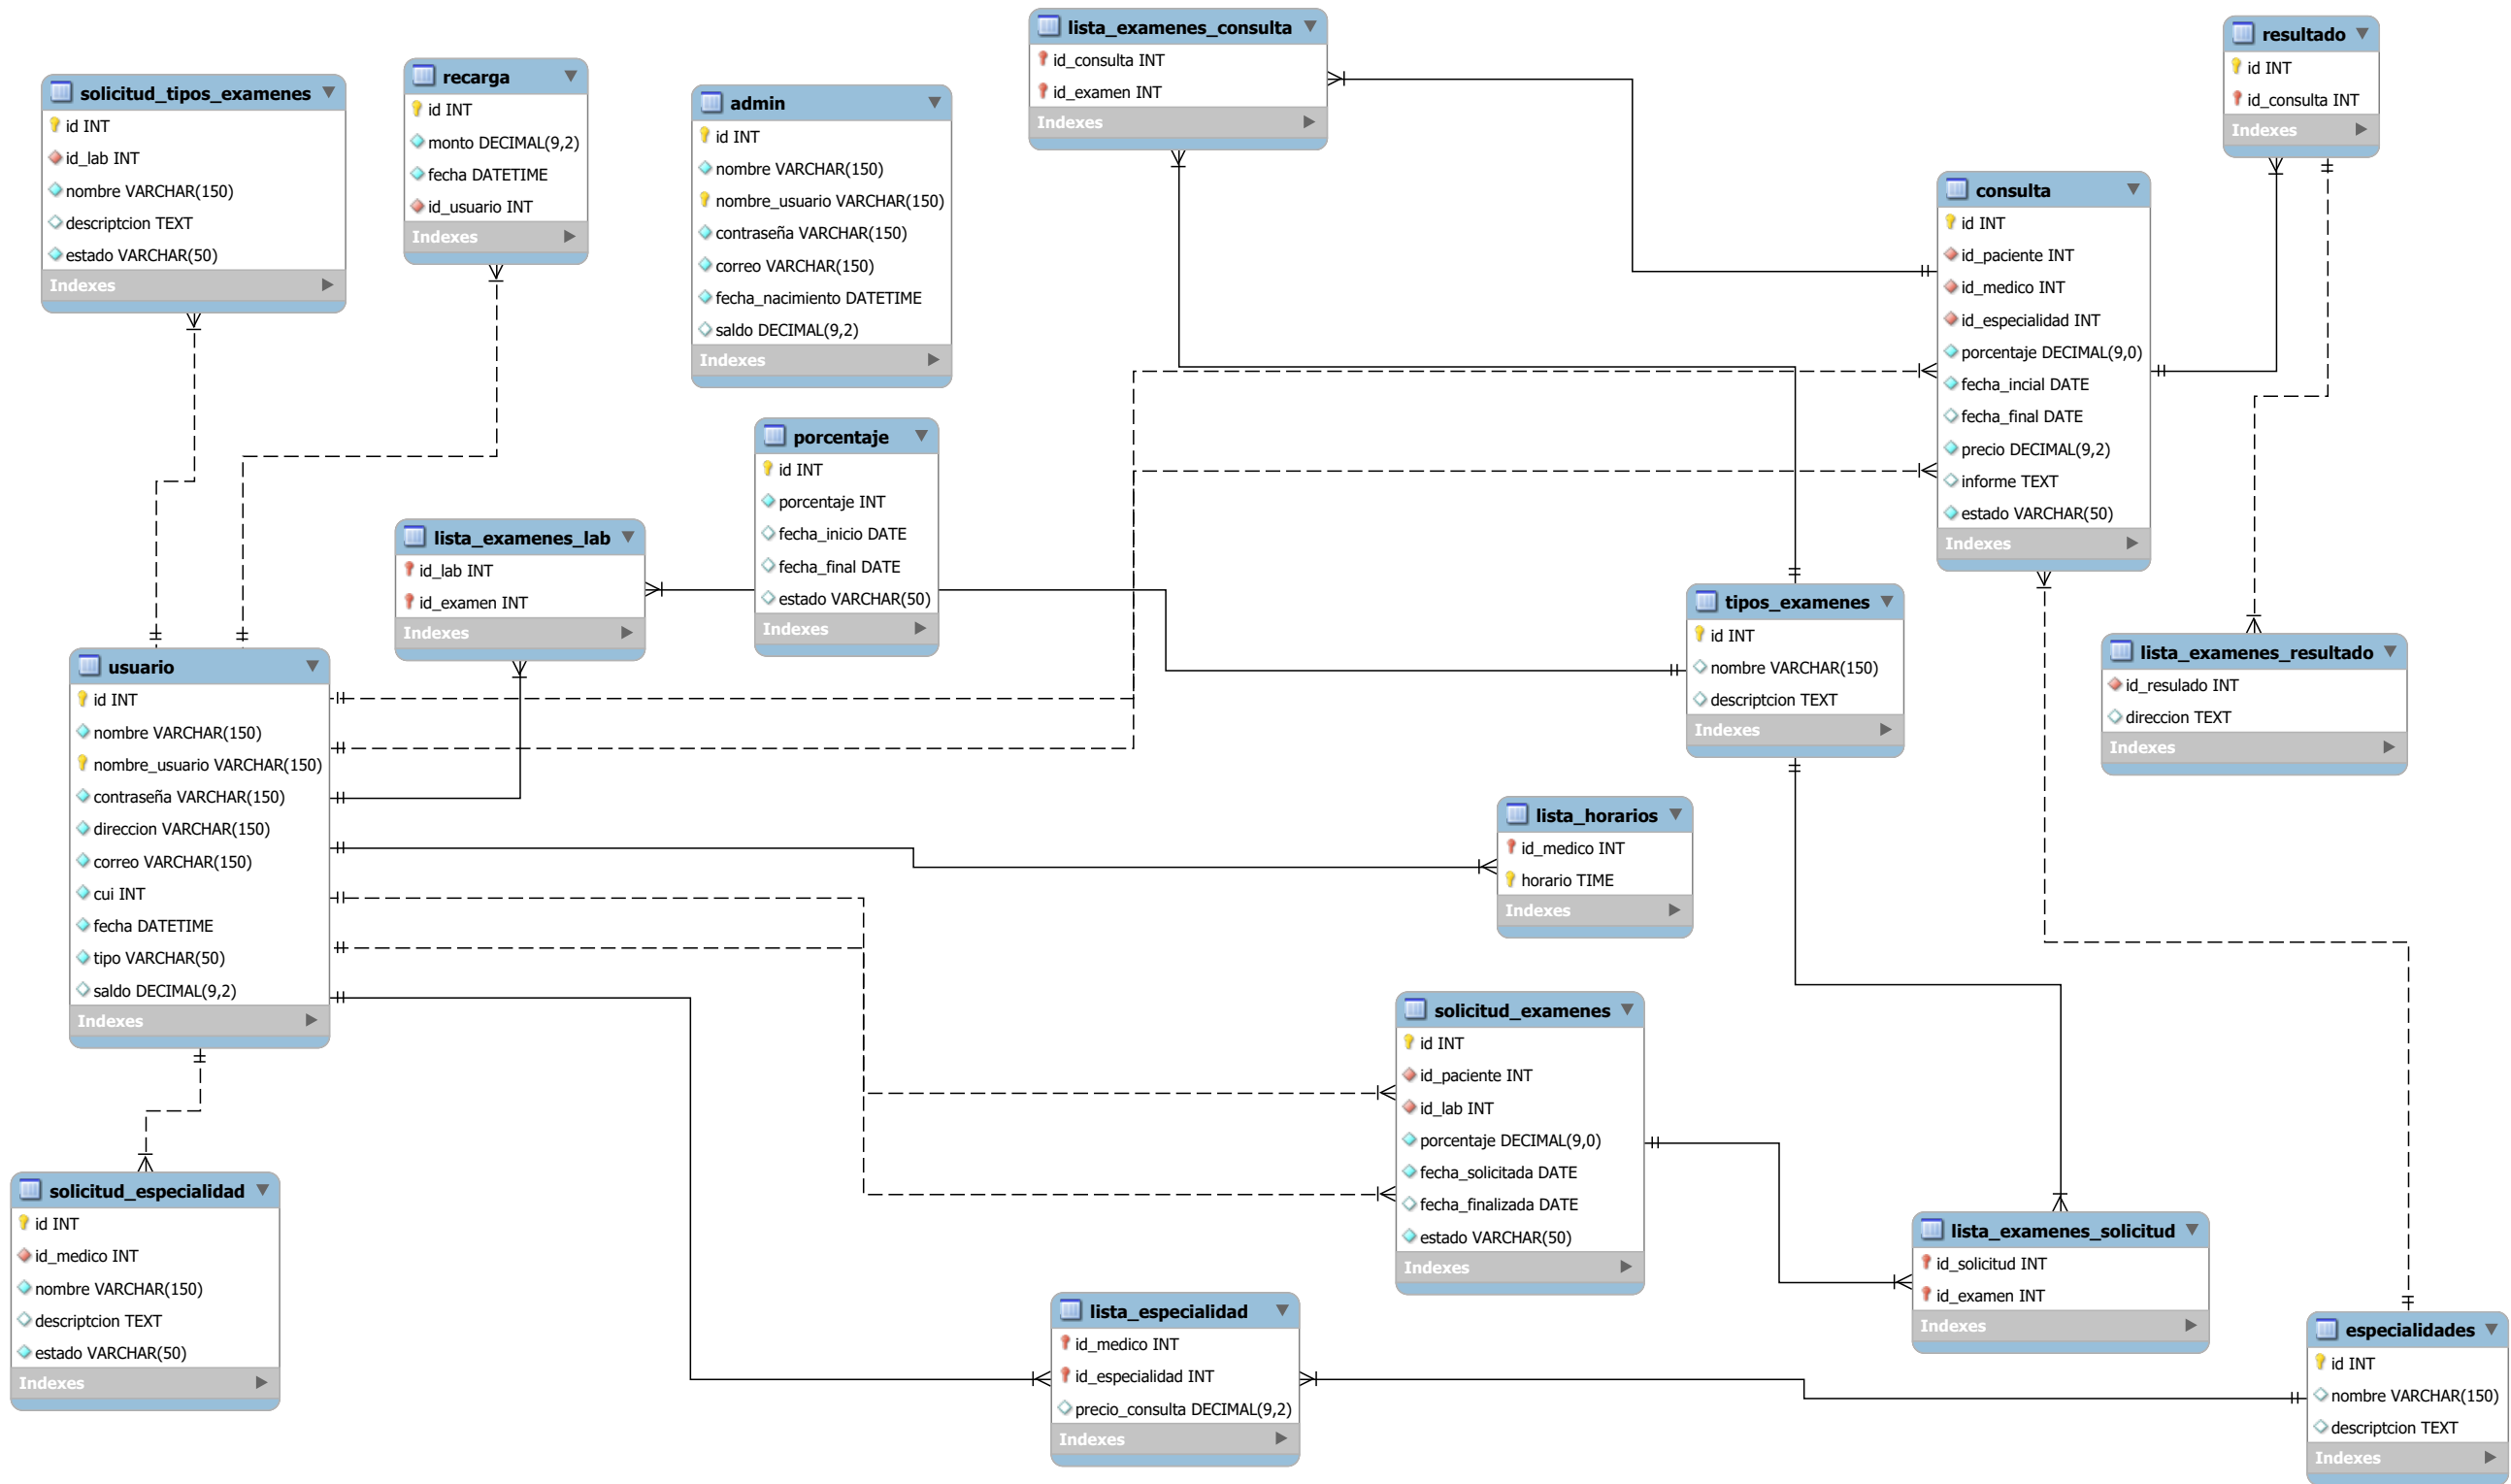 solicitud_tipos_examenes
id INT
id_lab INT
nombre VARCHAR(150)
descriptcion TEXT
estado VARCHAR(50)
Indexes
recarga
id INT
monto DECIMAL(9,2)
fecha DATETIME
id_usuario INT
Indexes
admin
id INT
nombre VARCHAR(150)
nombre_usuario VARCHAR(150)
contraseña VARCHAR(150)
correo VARCHAR(150)
fecha_nacimiento DATETIME
saldo DECIMAL(9,2)
Indexes
lista_examenes_consulta
id_consulta INT
id_examen INT
Indexes
resultado
id INT
id_consulta INT
Indexes
consulta
id INT
id_paciente INT
id_medico INT
id_especialidad INT
porcentaje DECIMAL(9,0)
fecha_incial DATE
fecha_final DATE
precio DECIMAL(9,2)
informe TEXT
estado VARCHAR(50)
Indexes
porcentaje
id INT
porcentaje INT
fecha_inicio DATE
fecha_final DATE
estado VARCHAR(50)
Indexes
lista_examenes_lab
id_lab INT
id_examen INT
Indexes
tipos_examenes
id INT
nombre VARCHAR(150)
descriptcion TEXT
Indexes
lista_examenes_resultado
id_resulado INT
direccion TEXT
Indexes
usuario
id INT
nombre VARCHAR(150)
nombre_usuario VARCHAR(150)
contraseña VARCHAR(150)
direccion VARCHAR(150)
correo VARCHAR(150)
cui INT
fecha DATETIME
tipo VARCHAR(50)
saldo DECIMAL(9,2)
Indexes
lista_horarios
id_medico INT
horario TIME
Indexes
solicitud_examenes
id INT
id_paciente INT
id_lab INT
porcentaje DECIMAL(9,0)
fecha_solicitada DATE
fecha_finalizada DATE
estado VARCHAR(50)
Indexes
solicitud_especialidad
id INT
id_medico INT
nombre VARCHAR(150)
descriptcion TEXT
estado VARCHAR(50)
Indexes
lista_examenes_solicitud
id_solicitud INT
id_examen INT
Indexes
lista_especialidad
id_medico INT
id_especialidad INT
precio_consulta DECIMAL(9,2)
Indexes
especialidades
id INT
nombre VARCHAR(150)
descriptcion TEXT
Indexes